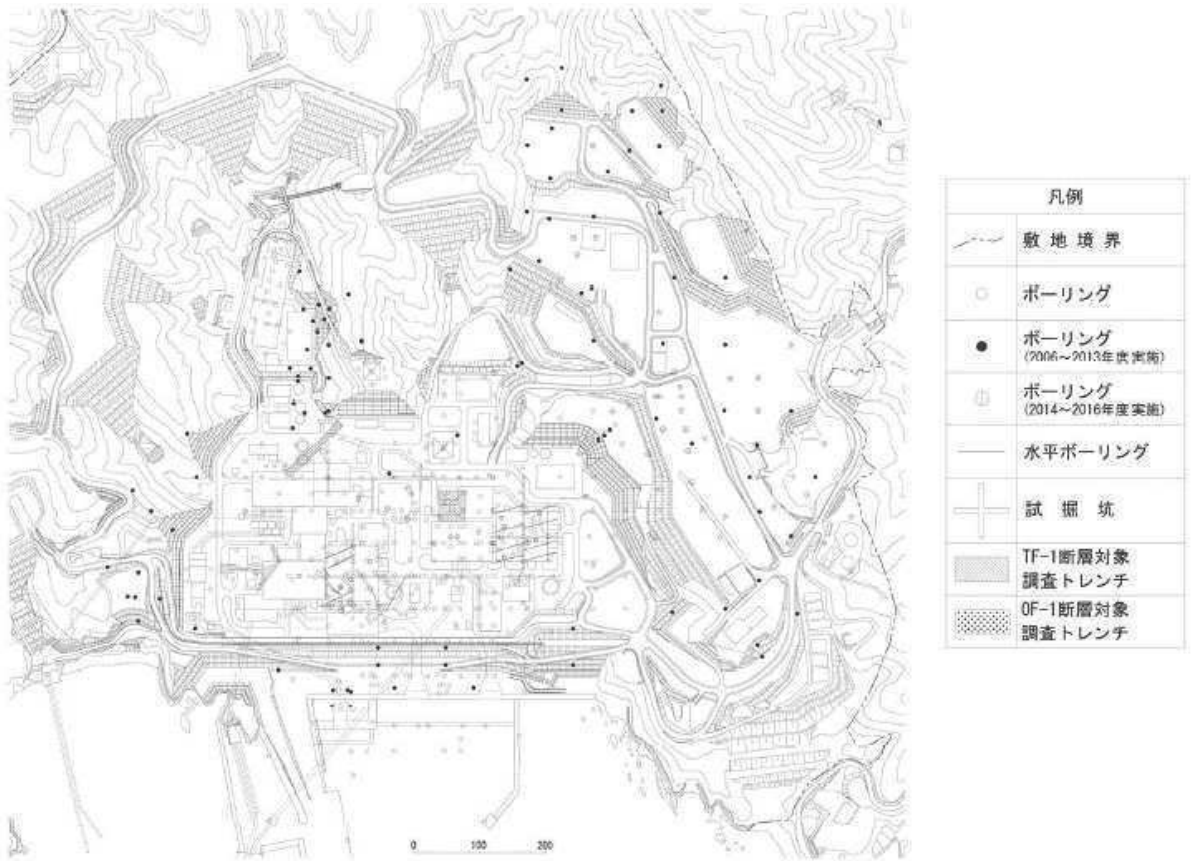 凡例
敷地境界
ボーリング
ボーリング
(2006～2013年度実施)
ボーリング
(2014～2016年度実施)
水平ボーリング
試掘坑
TF-1断層対象
調査トレンチ
OF-1断層対象
調査トレンチ
0 100 200